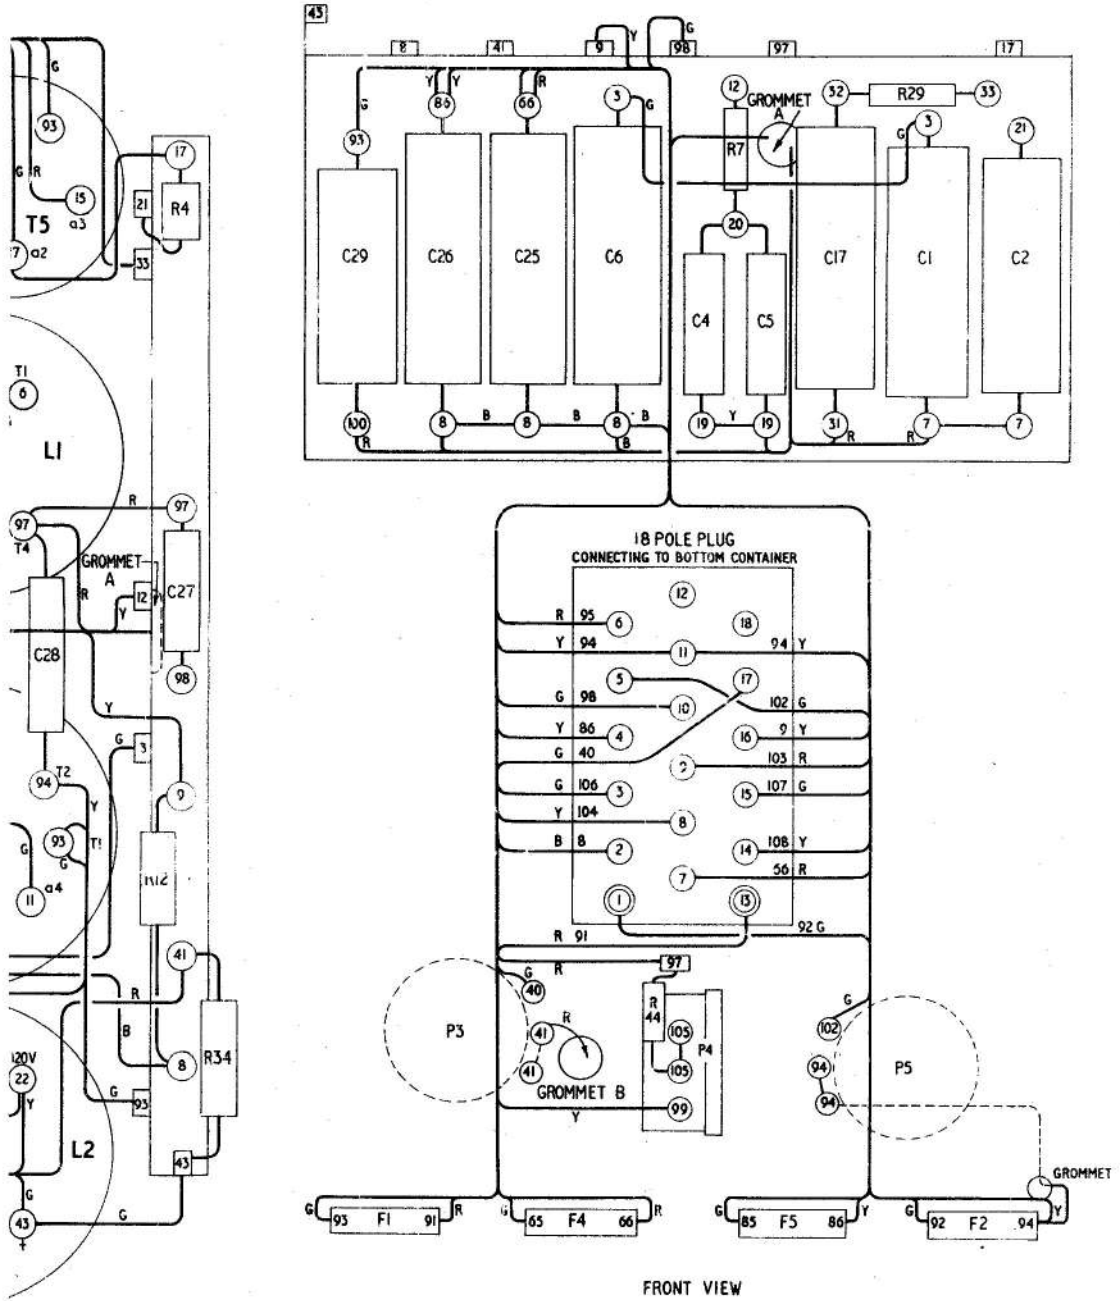 43
8 41 9 Y G 98 97 17
G
93
G R
15
T5 a3
27 a2
17
21 R4
33
T1
6
L1
R
97 97
T4
GROMMET
A
R
12 C27
Y
C28
98
Y
G 3
94 T2
Y 9
93 T1
G
G
11 a4
R12
41
R
B
120V
22
Y
8 R34
G 93
L2
43
G
43 G
+
G Y Y R
93 86 66 3 G
12 GROMMET
A
R7
32 R29 33
G 3
21
20
C29 C26 C25 C6 C4 C5 C17 C1 C2
100 8 B 8 B 8 B 19 Y 19 31 7 7
R B R R
18 POLE PLUG
CONNECTING TO BOTTOM CONTAINER
12
R 95 6 18
Y 94 11 94 Y
5 17
G 98 10 102 G
Y 86 4 16 9 Y
G 40 9 103 R
G 106 3 15 107 G
Y 104 8
B 8 2 14 108 Y
7 56 R
1 13
92 G
R 91
R 97
G
40
P3
R
41
41
GROMMET B
R
44
105
105
P4
Y 99
G
102
94
94
P5
GROMMET
G 93 F1 91 R
G 65 F4 66 R
G 85 F5 86 Y
G 92 F2 94 Y
FRONT VIEW